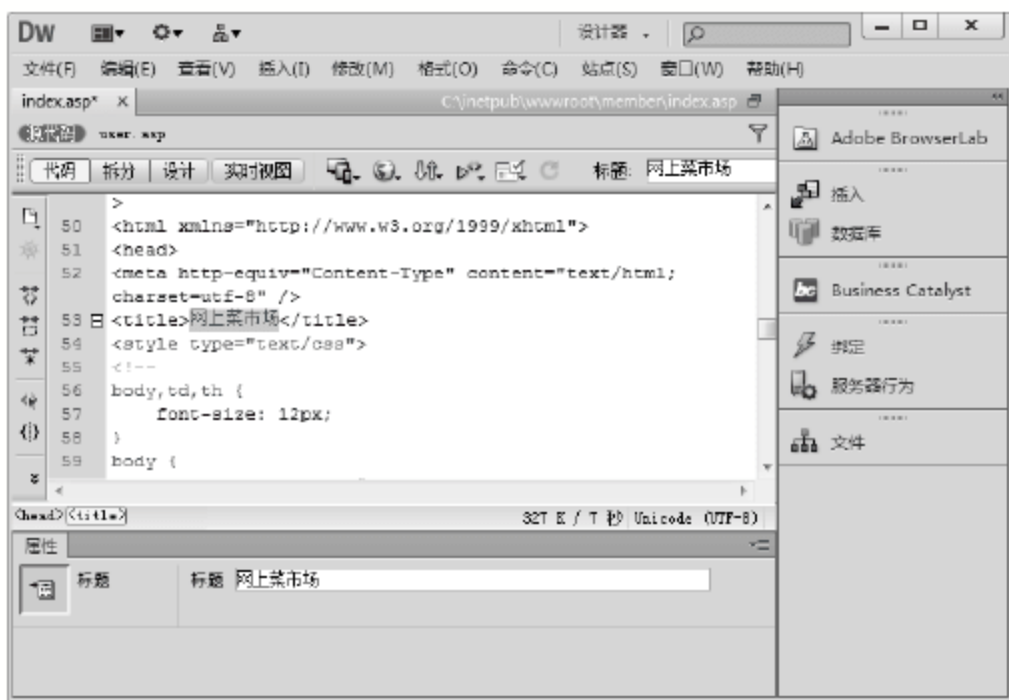 Dw 设计器
文件(F) 编辑(E) 查看(V) 插入(I) 修改(M) 格式(O) 命令(C) 站点(S) 窗口(W) 帮助(H)
index.asp* × C:\inetpub\wwwroot\member\index.asp
源代码 user.asp
代码 拆分 设计 实时视图 标题: 网上菜市场
>
50 <html xmlns="http://www.w3.org/1999/xhtml">
51 <head>
52 <meta http-equiv="Content-Type" content="text/html;
charset=utf-8" />
53 <title>网上菜市场</title>
54 <style type="text/css">
55 <!--
56 body,td,th {
57 font-size: 12px;
58 }
59 body {
<head> <title> 327 K / 7 秒 Unicode (UTF-8)
属性
标题 标题 网上菜市场
Adobe BrowserLab
插入
数据库
Business Catalyst
绑定
服务器行为
文件